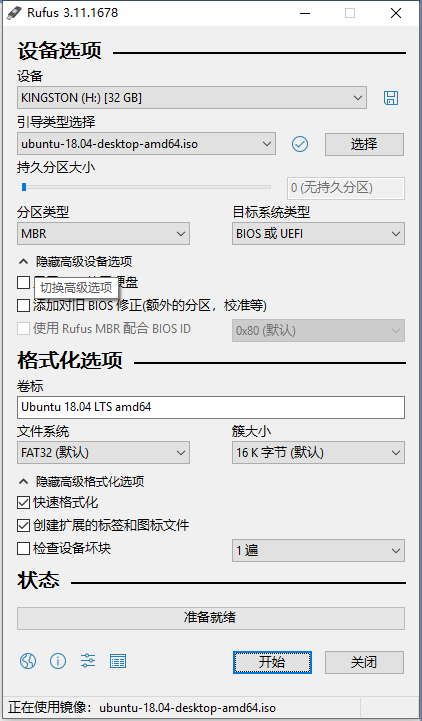 Rufus 3.11.1678
设备选项
设备
KINGSTON (H:) [32 GB]
引导类型选择
ubuntu-18.04-desktop-amd64.iso
选择
持久分区大小
0 (无持久分区)
分区类型
目标系统类型
MBR
BIOS 或 UEFI
隐藏高级设备选项
切换高级选项
硬盘
添加对旧 BIOS 修正(额外的分区，校准等)
使用 Rufus MBR 配合 BIOS ID
0x80 (默认)
格式化选项
卷标
Ubuntu 18.04 LTS amd64
文件系统
簇大小
FAT32 (默认)
16 K 字节 (默认)
隐藏高级格式化选项
快速格式化
创建扩展的标签和图标文件
检查设备坏块
1 遍
状态
准备就绪
开始
关闭
正在使用镜像：ubuntu-18.04-desktop-amd64.iso